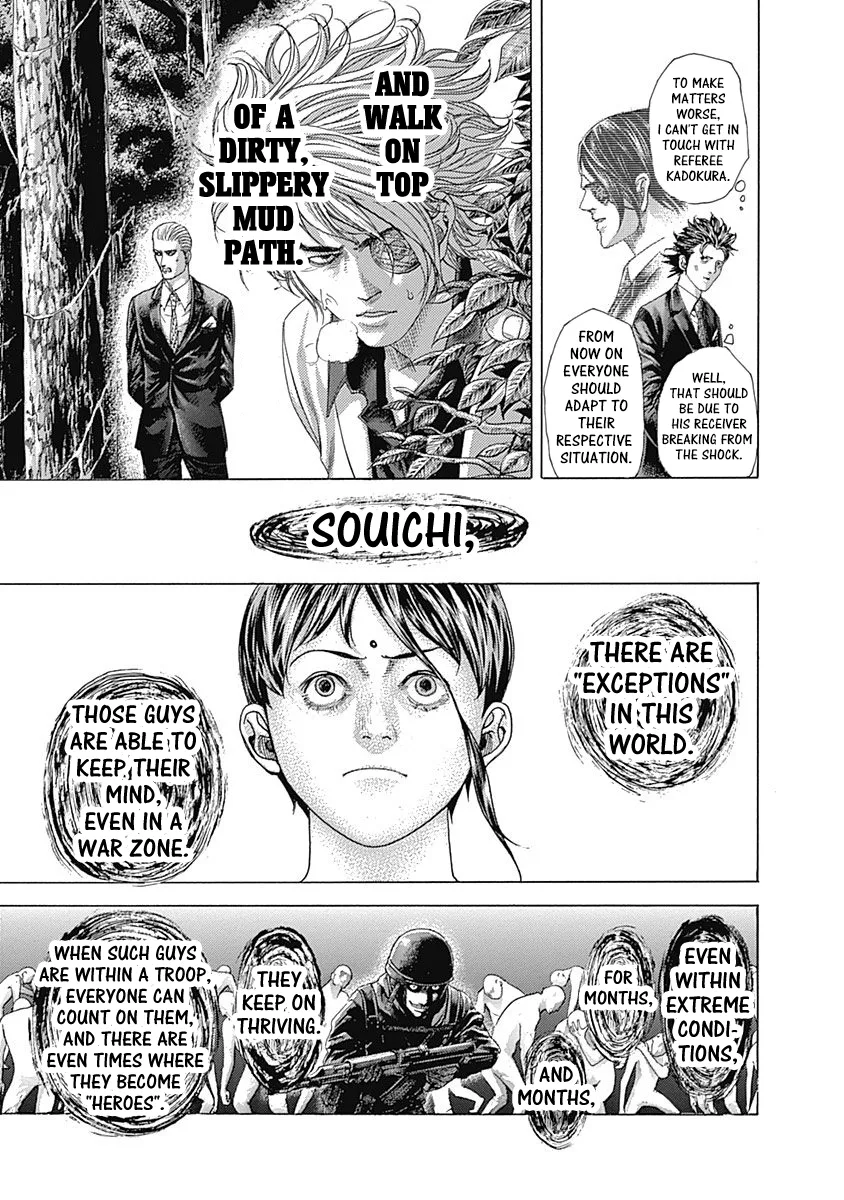 TO MAKE
MATTERS
WORSE,
I CAN'T GET IN
TOUCH WITH
REFEREE
KADOKURA.
WELL,
THAT SHOULD
BE DUE TO
HIS RECEIVER
BREAKING FROM
THE SHOCK.
FROM
NOW ON
EVERYONE
SHOULD
ADAPT TO
THEIR
RESPECTIVE
SITUATION.
AND
WALK
ON
TOP
OF A
DIRTY,
SLIPPERY
MUD
PATH.
SOUICHI,
THERE ARE
"EXCEPTIONS"
IN THIS
WORLD.
THOSE GUYS
ARE ABLE TO
KEEP THEIR
MIND,
EVEN IN A
WAR ZONE.
EVEN
WITHIN
EXTREME
CONDI-
TIONS,
FOR
MONTHS,
AND
MONTHS,
THEY
KEEP ON
THRIVING.
WHEN SUCH GUYS
ARE WITHIN A TROOP,
EVERYONE CAN
COUNT ON THEM,
AND THERE ARE
EVEN TIMES WHERE
THEY BECOME
"HEROES".